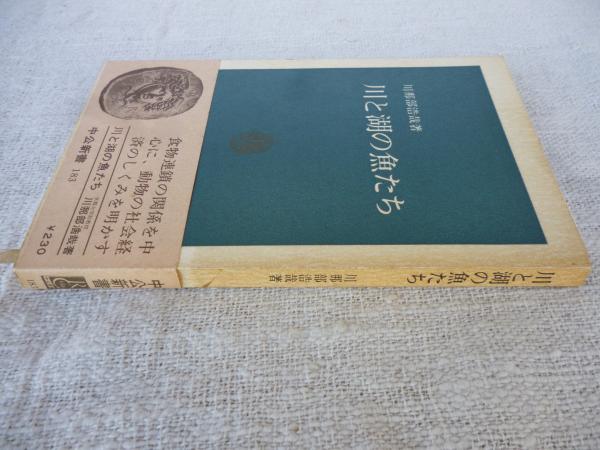 川那部浩哉著
川と湖の魚たち
食物連鎖の関係を中
心に、動物の社会経
済のしくみを明かす
川と湖の魚たち
川那部浩哉著
中公新書 183
¥230
川と湖の魚たち
川那部浩哉著
中公新書